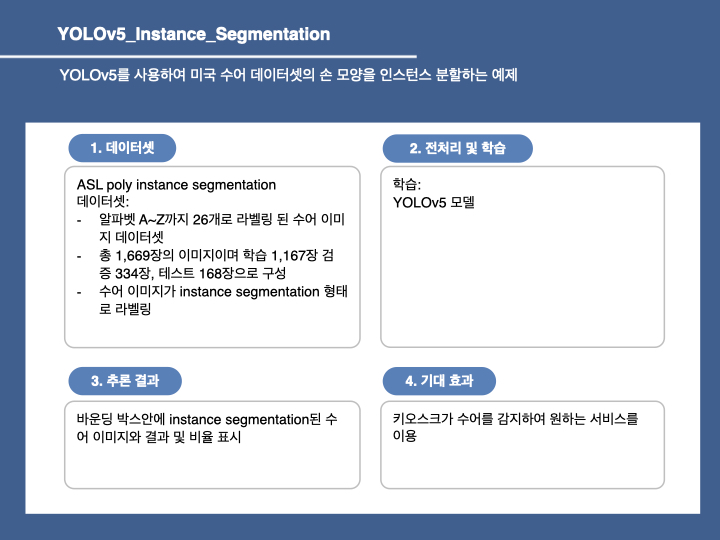 YOLOv5_Instance_Segmentation
YOLOv5를 사용하여 미국 수어 데이터셋의 손 모양을 인스턴스 분할하는 예제
1. 데이터셋
ASL poly instance segmentation
데이터셋:
- 알파벳 A~Z까지 26개로 라벨링 된 수어 이미
지 데이터셋
- 총 1,669장의 이미지이며 학습 1,167장 검
증 334장, 테스트 168장으로 구성
- 수어 이미지가 instance segmentation 형태
로 라벨링
2. 전처리 및 학습
학습:
YOLOv5 모델
3. 추론 결과
바운딩 박스안에 instance segmentation된 수
어 이미지와 결과 및 비율 표시
4. 기대 효과
키오스크가 수어를 감지하여 원하는 서비스를
이용